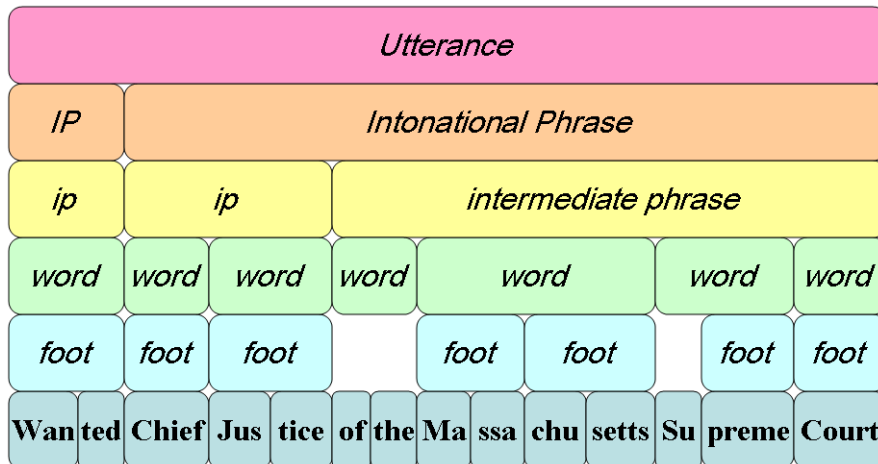 Utterance
IP Intonational Phrase
ip ip intermediate phrase
word word word word word word word
foot foot foot foot foot foot foot
Wan ted Chief Jus tice of the Ma ssa chu setts Su preme Court